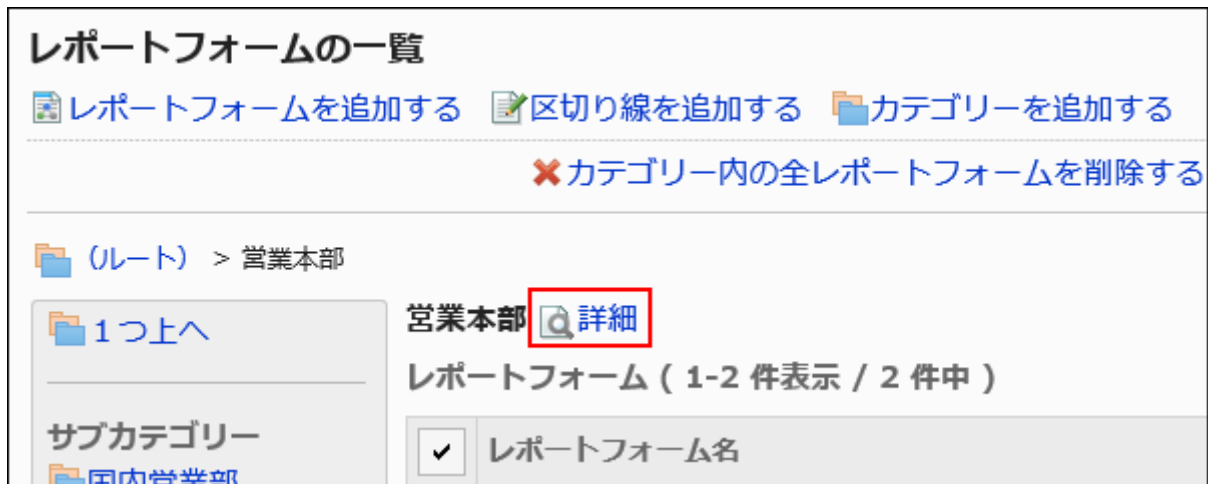 レポートフォームの一覧
レポートフォームを追加する 区切り線を追加する カテゴリーを追加する
カテゴリー内の全レポートフォームを削除する
（ルート） > 営業本部
1つ上へ
サブカテゴリー
国内営業部
営業本部 詳細
レポートフォーム ( 1-2 件表示 / 2 件中 )
レポートフォーム名